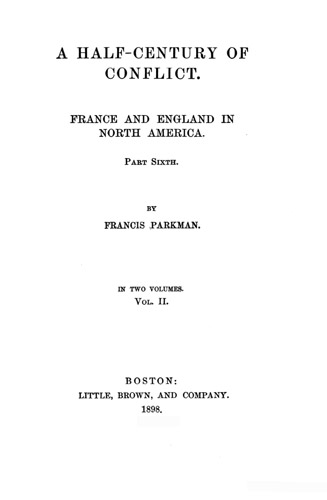 A HALF-CENTURY OF
CONFLICT.
FRANCE AND ENGLAND IN
NORTH AMERICA.
PART SIXTH.
BY
FRANCIS PARKMAN.
IN TWO VOLUMES.
VOL. II.
BOSTON:
LITTLE, BROWN, AND COMPANY.
1898.